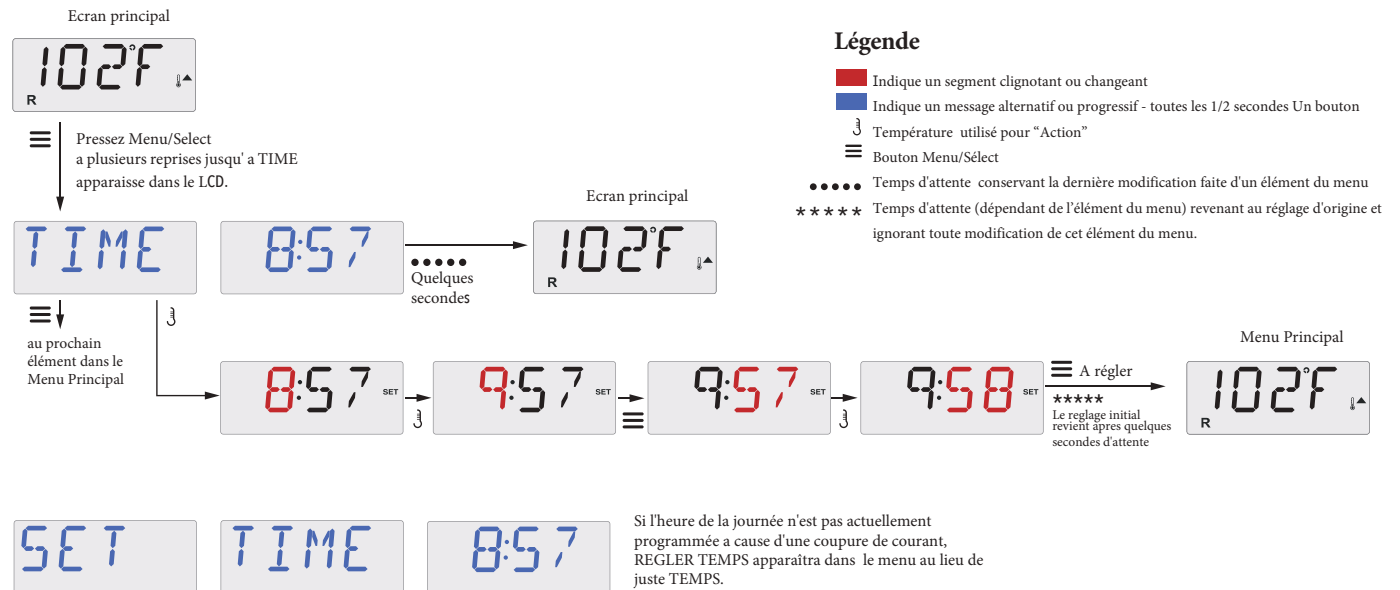 Ecran principal
102°F
R
Pressez Menu/Select
a plusieurs reprises jusqu' a TIME
apparaisse dans le LCD.
Légende
Indique un segment clignotant ou changeant
Indique un message alternatif ou progressif - toutes les 1/2 secondes Un bouton
Température utilisé pour “Action”
Bouton Menu/Sélect
••••• Temps d'attente conservant la dernière modification faite d'un élément du menu
***** Temps d'attente (dépendant de l’élément du menu) revenant au réglage d'origine et
ignorant toute modification de cet élément du menu.
TIME
8:57
•••••
Quelques
secondes
Ecran principal
102°F
R
au prochain
élément dans le
Menu Principal
8:57 SET
9:57 SET
9:57 SET
9:58 SET
A régler
*****
Le reglage initial
revient apres quelques
secondes d'attente
Menu Principal
102°F
R
SET
TIME
8:57
Si l'heure de la journée n'est pas actuellement
programmée a cause d'une coupure de courant,
REGLER TEMPS apparaîtra dans le menu au lieu de
juste TEMPS.